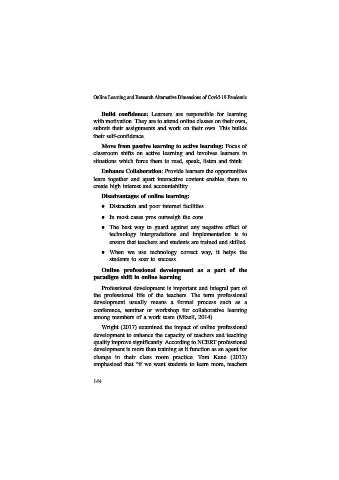 Online Learning and Research Alternative Dimensions of Covid-19 Pandemic
Build confidence: Learners are responsible for learning
with motivation. They are to attend online classes on their own,
submit their assignments and work on their own. This builds
their self-confidence.
Move from passive learning to active learning: Focus of
classroom shifts on active learning and involves learners in
situations which force them to read, speak, listen and think.
Enhance Collaboration: Provide learners the opportunities
learn together and apart interactive content enables them to
create high interest and accountability.
Disadvantages of online learning:
● Distraction and poor internet facilities
● In most cases pros outweigh the cons
● The best way to guard against any negative effect of
technology intergradations and implementation is to
ensure that teachers and students are trained and skilled.
● When we use technology correct way, it helps the
students to soar to success
Online professional development as a part of the
paradigm shift in online learning
Professional development is important and integral part of
the professional life of the teachers. The term professional
development usually means a formal process such as a
conference, seminar or workshop for collaborative learning
among members of a work team (Mizell, 2014)
Wright (2017) examined the impact of online professional
development to enhance the capacity of teachers and teaching
quality improve significantly. According to NCERT professional
development is more than training as it function as an agent for
change in their class room practice. Tom Kane (2013)
emphasised that "if we want students to learn more, teachers